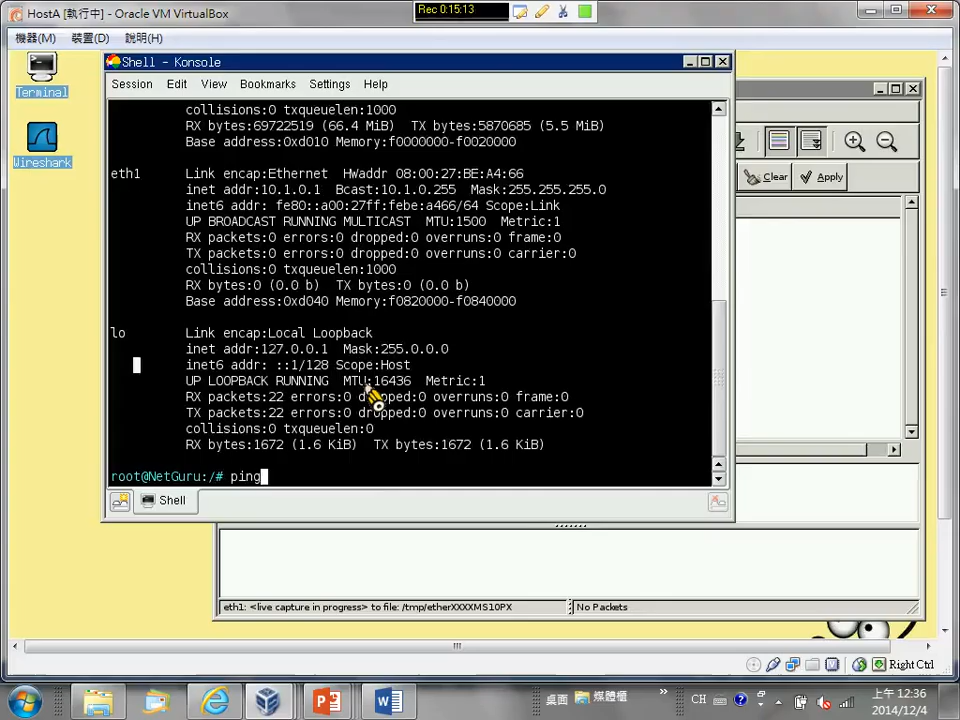 HostA [執行中] - Oracle VM VirtualBox
Rec 0:15:13
機器(M) 裝置(D) 說明(H)
Terminal
Wireshark
Shell - Konsole
Session Edit View Bookmarks Settings Help
collisions:0 txqueuelen:1000
RX bytes:69722519 (66.4 MiB) TX bytes:5870685 (5.5 MiB)
Base address:0xd010 Memory:f0000000-f0020000
eth1 Link encap:Ethernet HWaddr 08:00:27:BE:A4:66
inet addr:10.1.0.1 Bcast:10.1.0.255 Mask:255.255.255.0
inet6 addr: fe80::a00:27ff:febe:a466/64 Scope:Link
UP BROADCAST RUNNING MULTICAST MTU:1500 Metric:1
RX packets:0 errors:0 dropped:0 overruns:0 frame:0
TX packets:0 errors:0 dropped:0 overruns:0 carrier:0
collisions:0 txqueuelen:1000
RX bytes:0 (0.0 b) TX bytes:0 (0.0 b)
Base address:0xd040 Memory:f0820000-f0840000
lo Link encap:Local Loopback
inet addr:127.0.0.1 Mask:255.0.0.0
inet6 addr: ::1/128 Scope:Host
UP LOOPBACK RUNNING MTU:16436 Metric:1
RX packets:22 errors:0 dropped:0 overruns:0 frame:0
TX packets:22 errors:0 dropped:0 overruns:0 carrier:0
collisions:0 txqueuelen:0
RX bytes:1672 (1.6 KiB) TX bytes:1672 (1.6 KiB)
root@NetGuru:/# ping
Shell
Clear Apply
eth1: <live capture in progress> to file: /tmp/etherXXXXMS10PX No Packets
Right Ctrl
桌面 媒體櫃 » CH 上午 12:36
2014/12/4